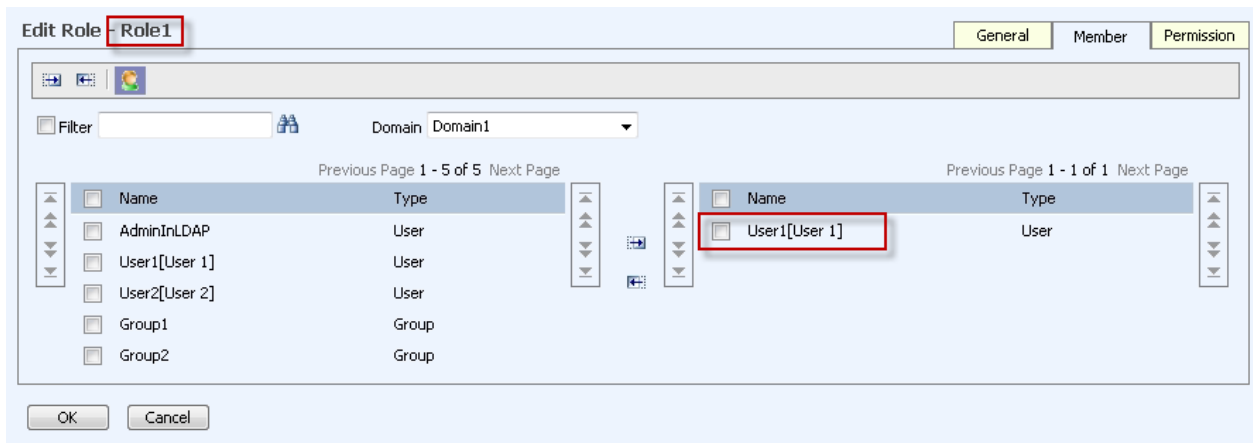 Edit Role - Role1
General Member Permission
Filter Domain Domain1
Previous Page 1 - 5 of 5 Next Page Previous Page 1 - 1 of 1 Next Page
Name Type Name Type
AdminInLDAP User User1[User 1] User
User1[User 1] User
User2[User 2] User
Group1 Group
Group2 Group
OK Cancel